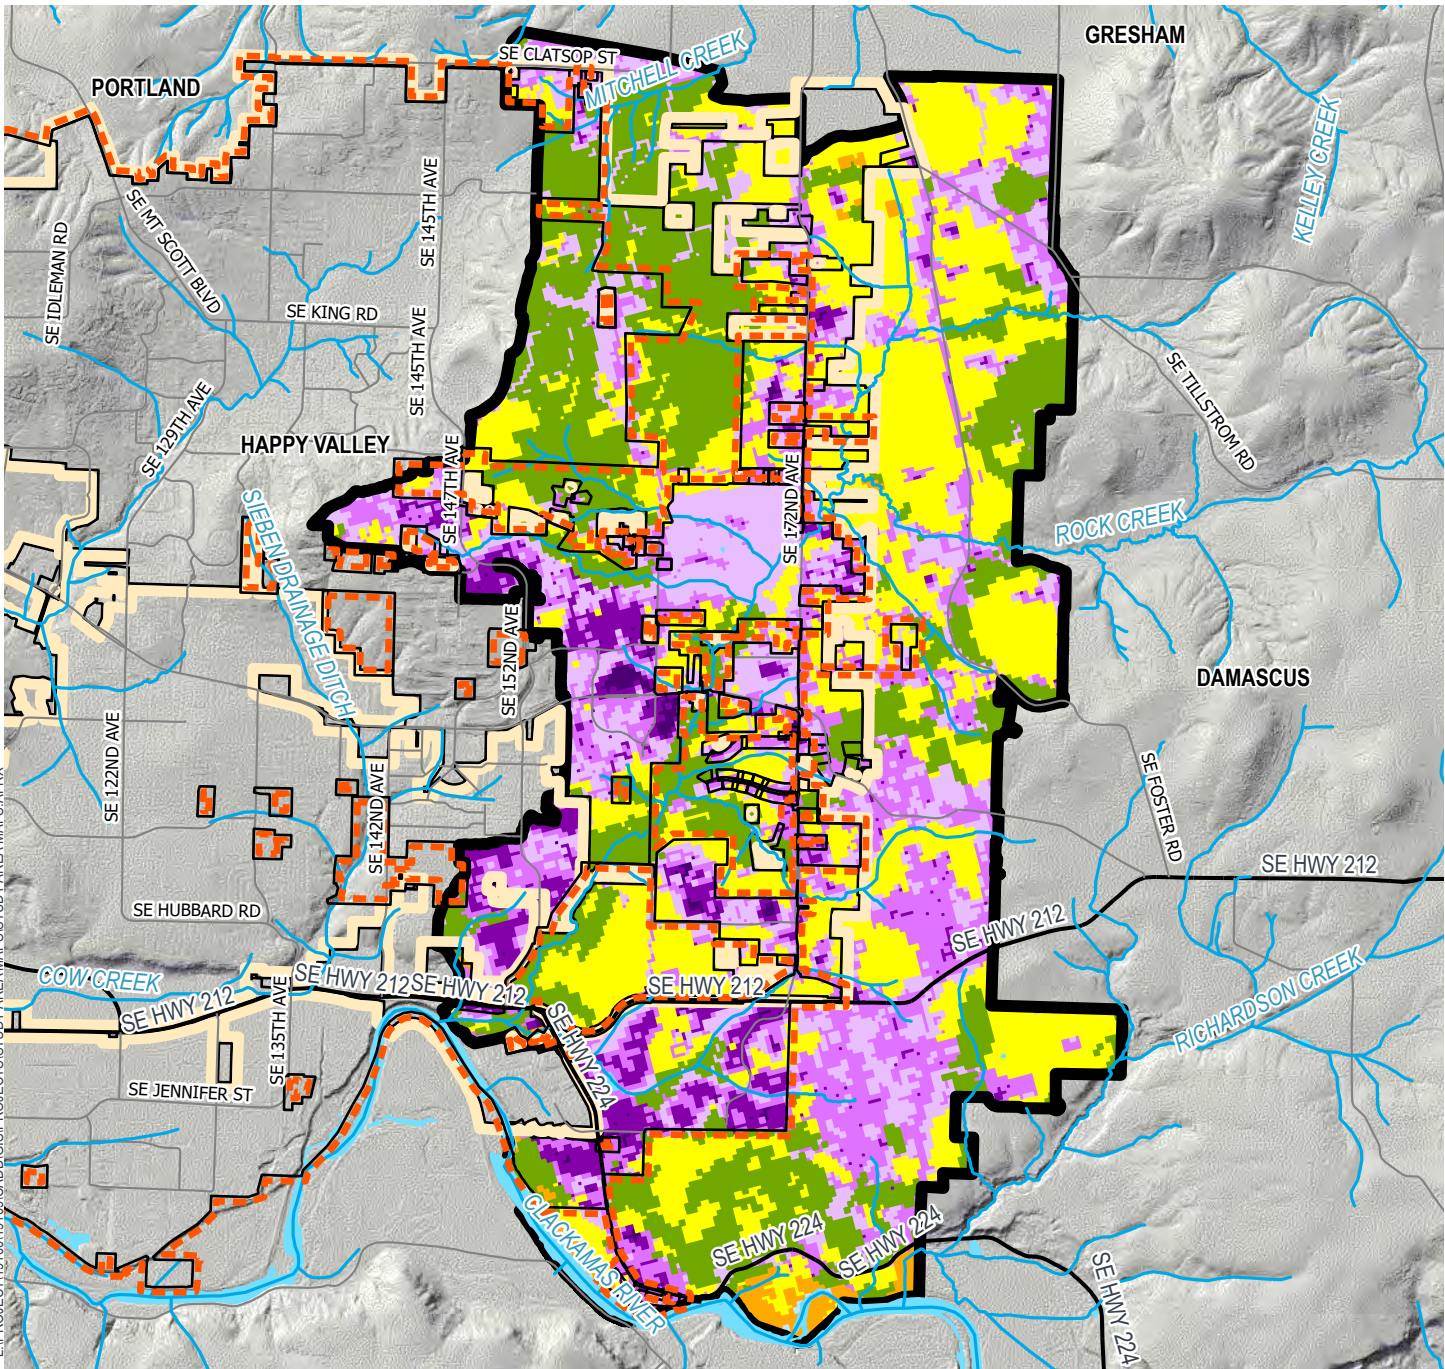 GRESHAM
SE CLATSOP ST
MITCHELL CREEK
PORTLAND
KELLEY CREEK
SE MT SCOTT BLVD
SE 145TH AVE
SE IDLEMAN RD
SE KING RD
SE 145TH AVE
SE TILLSTROM RD
SE 129TH AVE
HAPPY VALLEY
SE 147TH AVE
SE 172ND AVE
SIEBEN DRAINAGE DITCH
ROCK CREEK
SE 152ND AVE
DAMASCUS
SE 122ND AVE
SE 142ND AVE
SE FOSTER RD
SE HWY 212
SE HUBBARD RD
SE HWY 212
COW CREEK
SE HWY 212
SE HWY 212
SE HWY 212
SE HWY 212
RICHARDSON CREEK
SE 135TH AVE
SE HWY 224
SE JENNIFER ST
CLACKAMAS RIVER
SE HWY 224
SE HWY 224
SE HWY 224